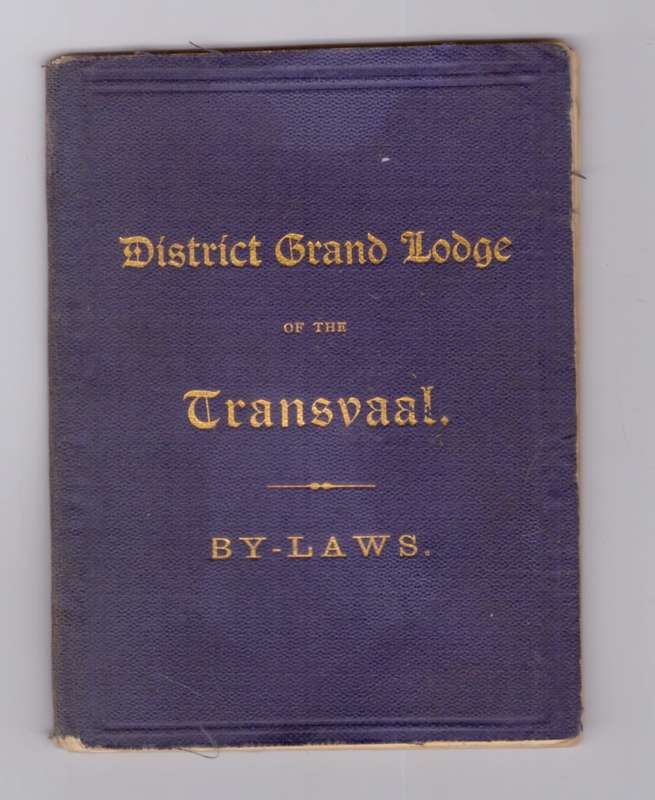 District Grand Lodge
OF THE
Transvaal.
BY-LAWS.